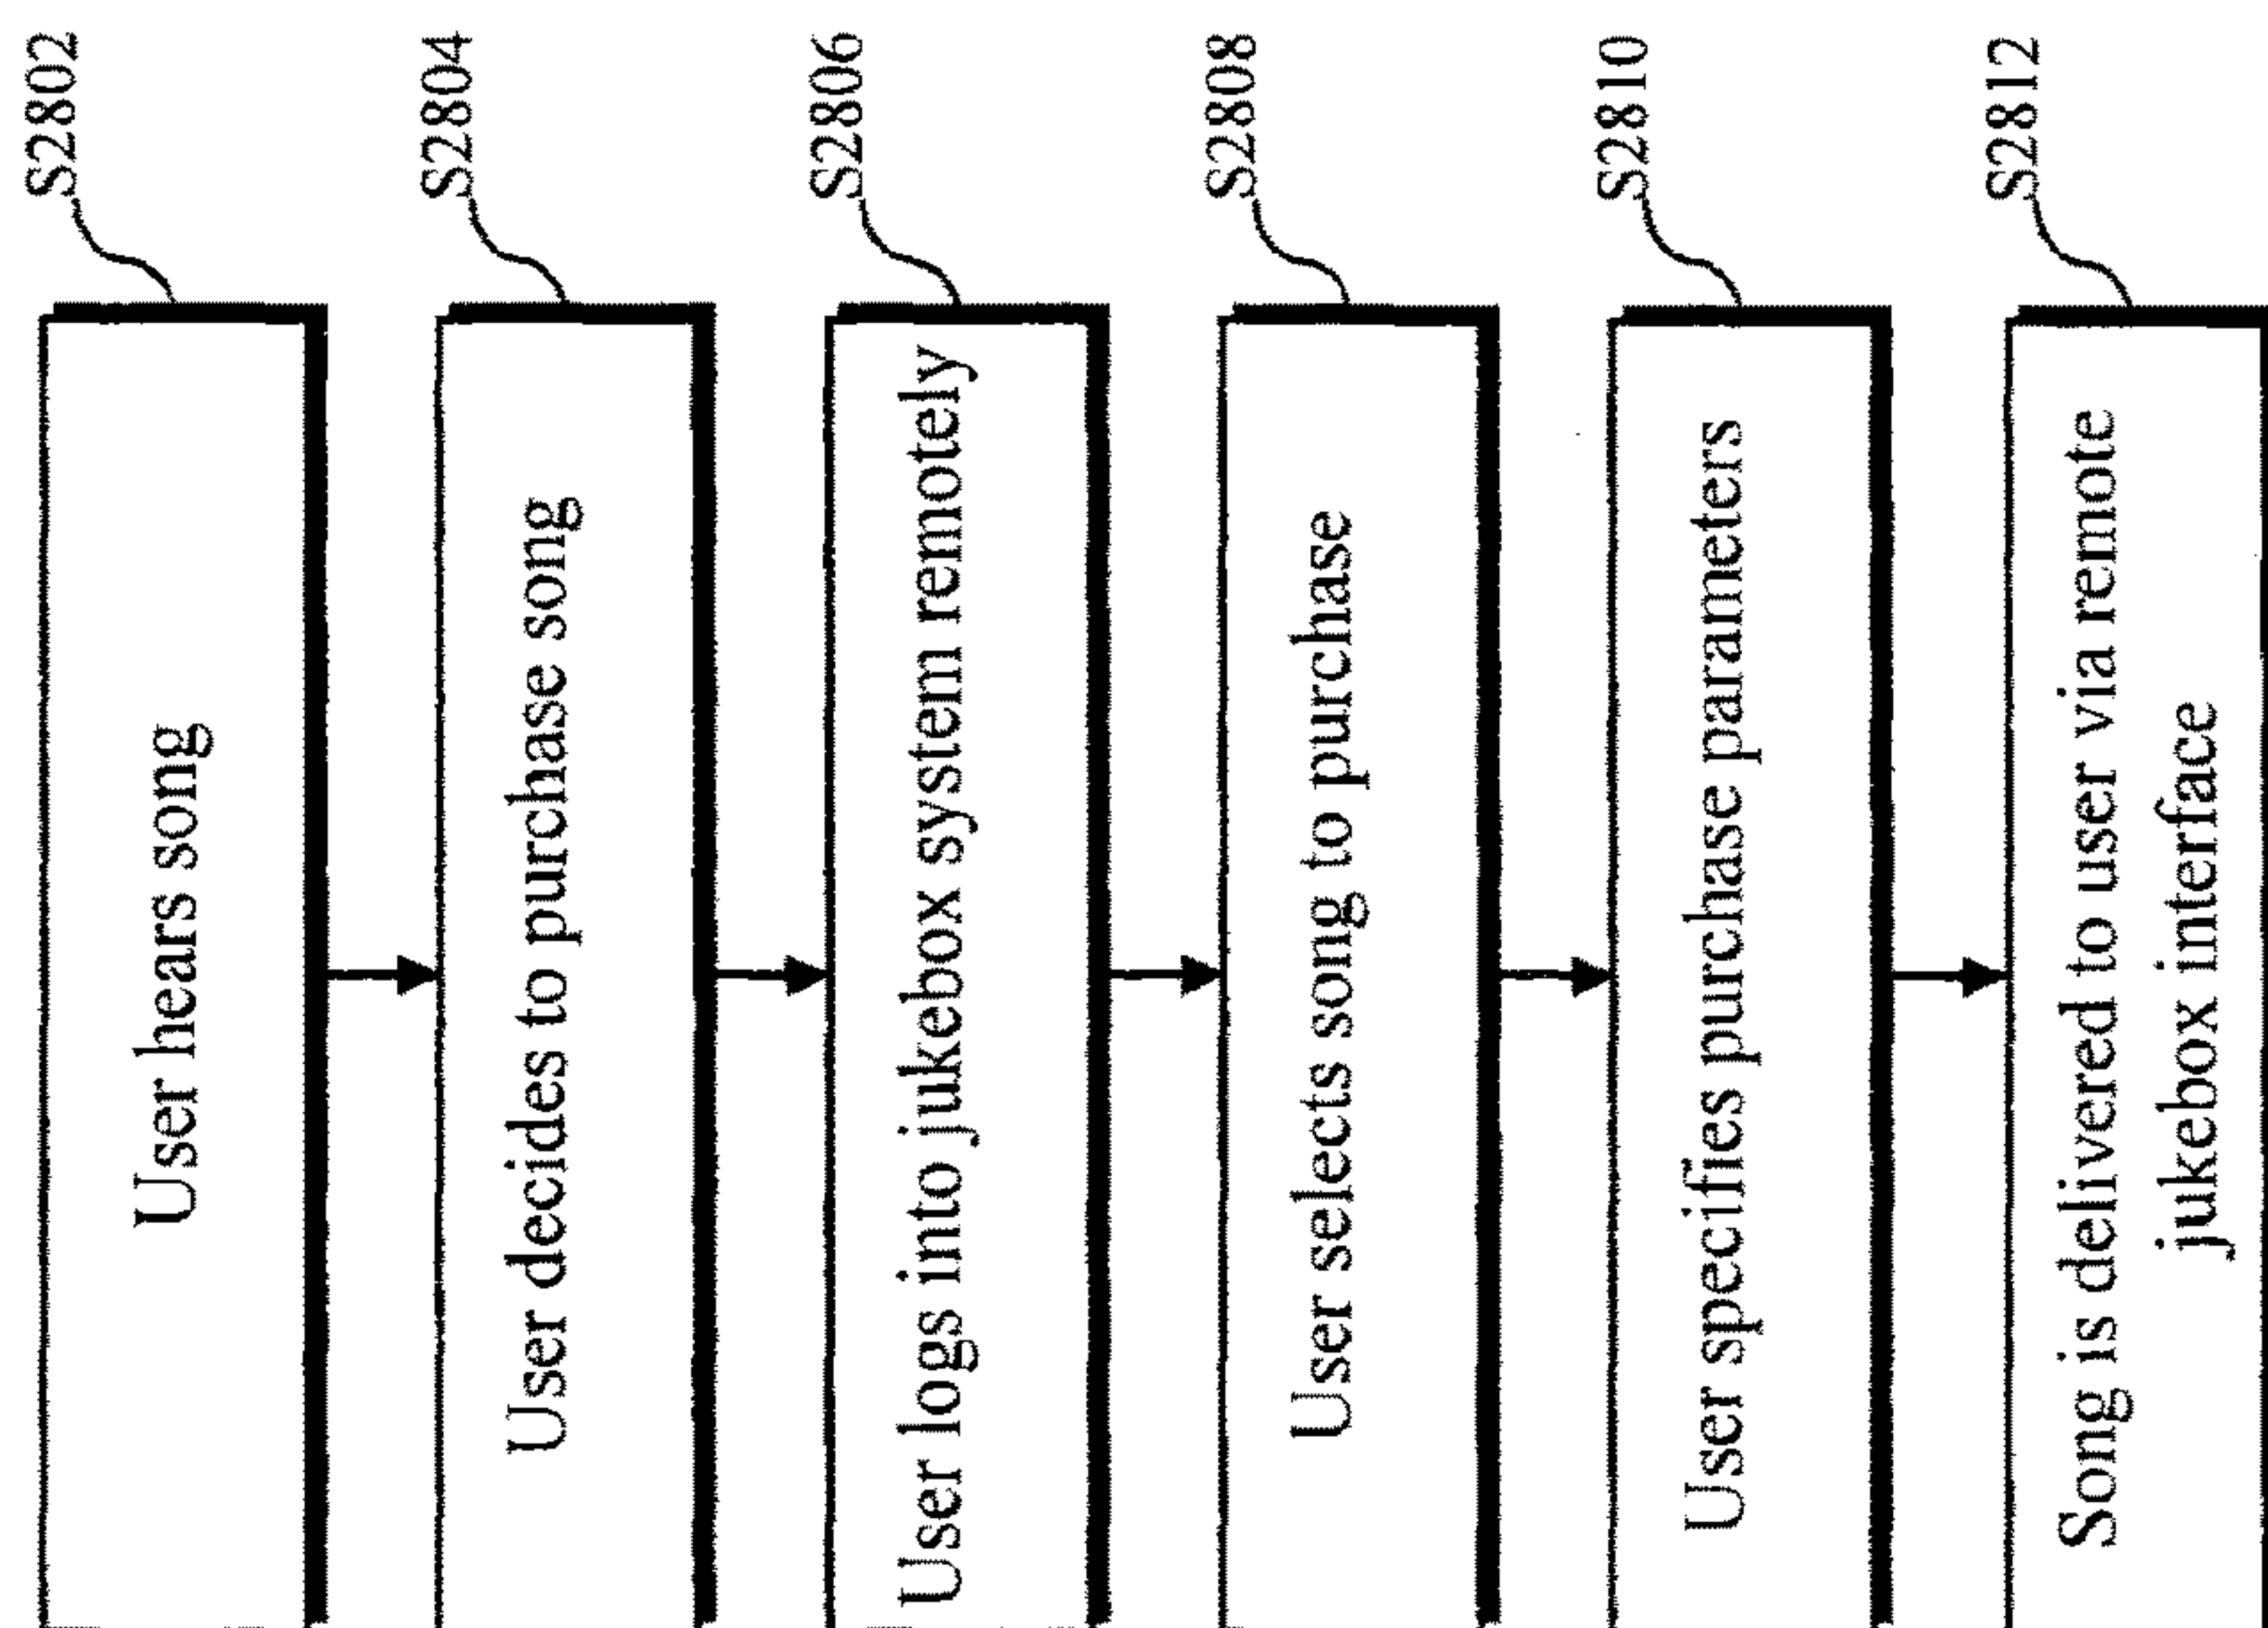 User hears song
S2802
User decides to purchase song
S2804
User logs into jukebox system remotely
S2806
User selects song to purchase
S2808
User specifies purchase parameters
S2810
Song is delivered to user via remote
jukebox interface
S2812